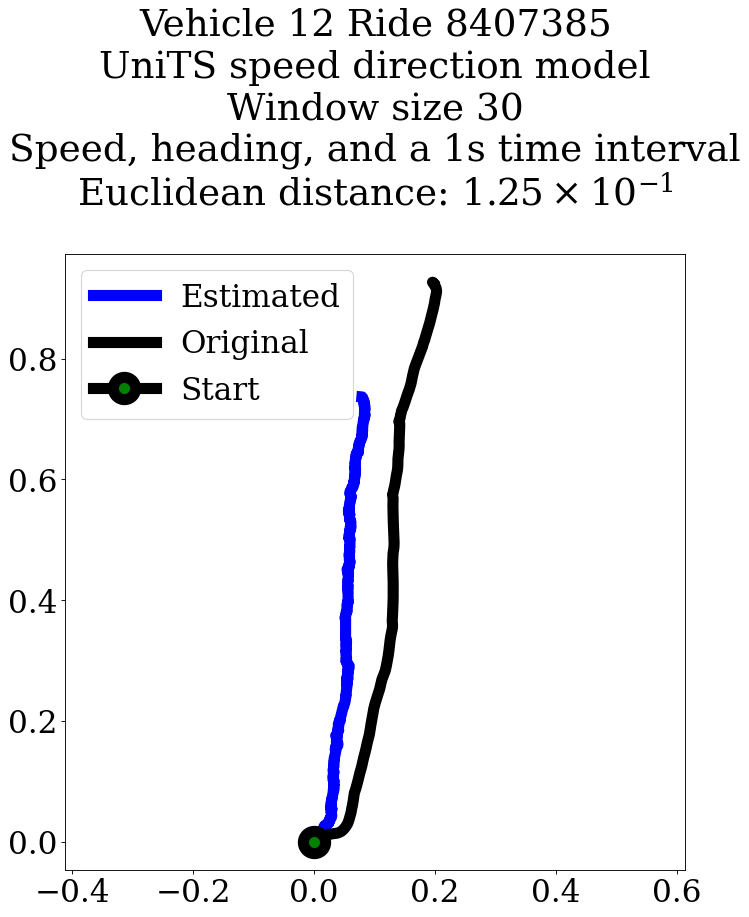 Vehicle 12 Ride 8407385
UniTS speed direction model
Window size 30
Speed, heading, and a 1s time interval
Euclidean distance: 1.25 × 10⁻¹
Estimated
Original
Start
0.8
0.6
0.4
0.2
0.0
−0.4 −0.2 0.0 0.2 0.4 0.6